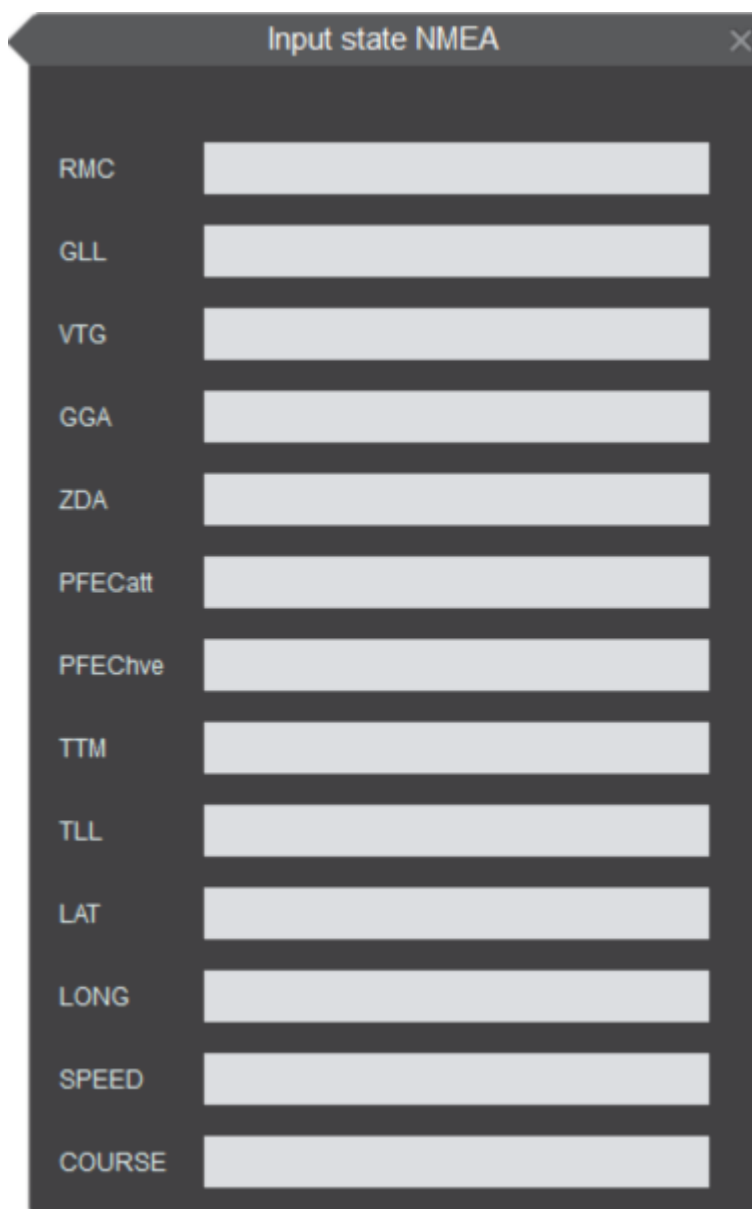 Input state NMEA
RMC
GLL
VTG
GGA
ZDA
PFECatt
PFEChve
TTM
TLL
LAT
LONG
SPEED
COURSE